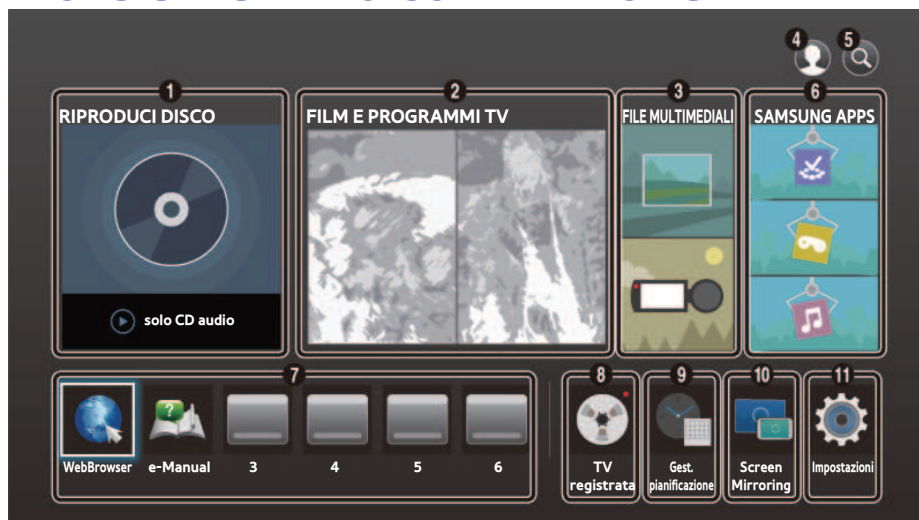 4 5
1 2 3 6
RIPRODUCI DISCO
FILM E PROGRAMMI TV
FILE MULTIMEDIALI
SAMSUNG APPS
solo CD audio
7 8 9 10 11
WebBrowser
e-Manual
3
4
5
6
TV
registrata
Gest.
pianificazione
Screen
Mirroring
Impostazioni